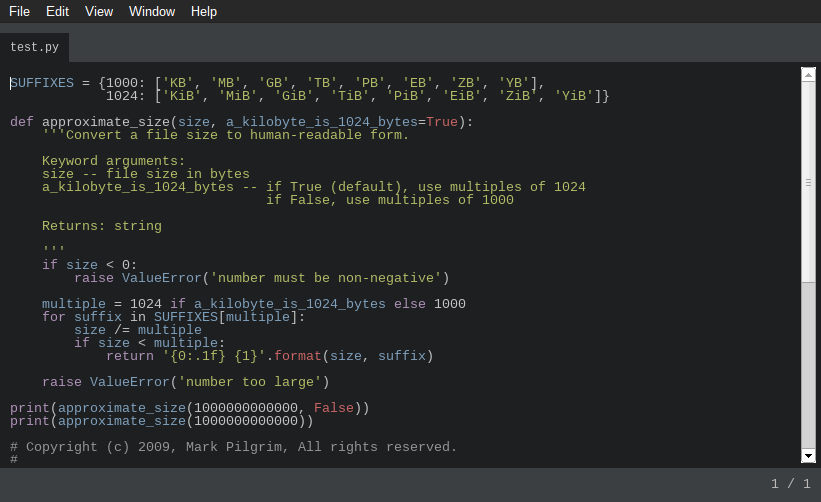 File Edit View Window Help
test.py
SUFFIXES = {1000: ['KB', 'MB', 'GB', 'TB', 'PB', 'EB', 'ZB', 'YB'],
            1024: ['KiB', 'MiB', 'GiB', 'TiB', 'PiB', 'EiB', 'ZiB', 'YiB']}
def approximate_size(size, a_kilobyte_is_1024_bytes=True):
    '''Convert a file size to human-readable form.
    Keyword arguments:
    size -- file size in bytes
    a_kilobyte_is_1024_bytes -- if True (default), use multiples of 1024
                                if False, use multiples of 1000
    Returns: string
    '''
    if size < 0:
        raise ValueError('number must be non-negative')
    multiple = 1024 if a_kilobyte_is_1024_bytes else 1000
    for suffix in SUFFIXES[multiple]:
        size /= multiple
        if size < multiple:
            return '{0:.1f} {1}'.format(size, suffix)
    raise ValueError('number too large')
print(approximate_size(1000000000000, False))
print(approximate_size(1000000000000))
# Copyright (c) 2009, Mark Pilgrim, All rights reserved.
#
1 / 1